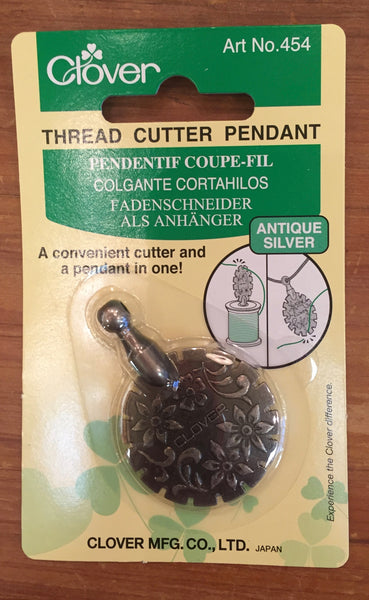 Clover
Art No.454
THREAD CUTTER PENDANT
PENDENTIF COUPE-FIL
COLGANTE CORTAHILOS
FADENSCHNEIDER
ALS ANHÄNGER
A convenient cutter and
a pendant in one!
ANTIQUE
SILVER
CLOVER
Experience the Clover difference.
CLOVER MFG.CO.,LTD. JAPAN